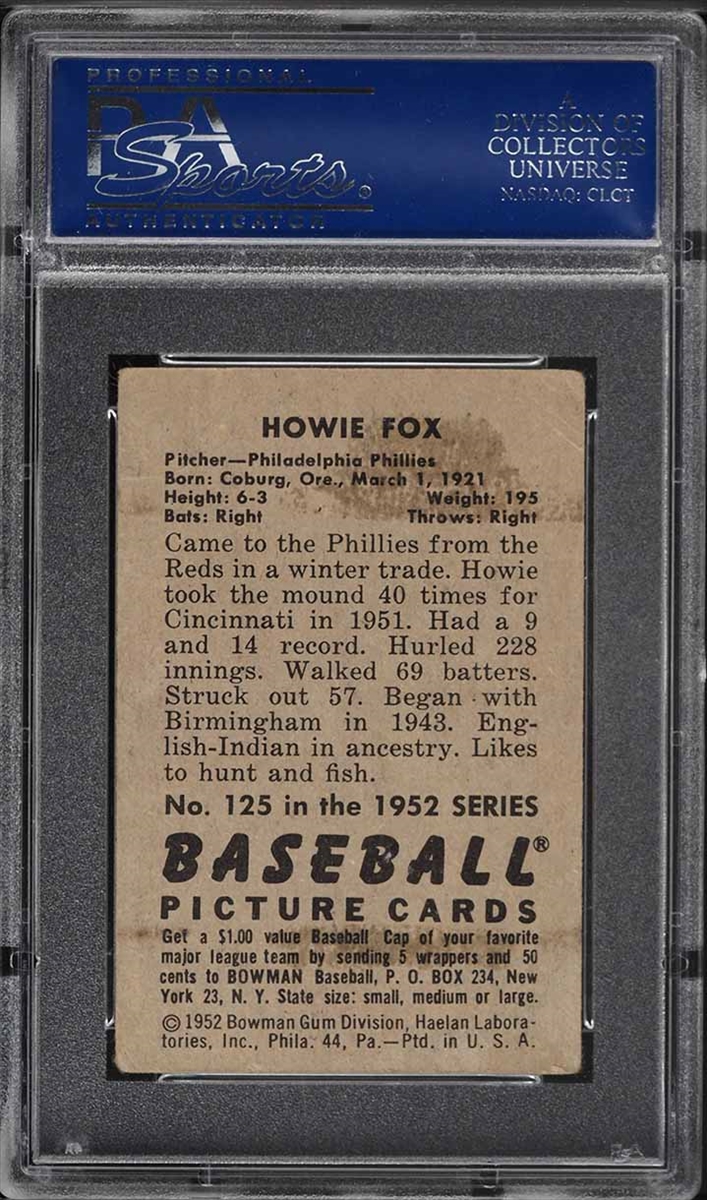 PROFESSIONAL
PSA
Sports®
AUTHENTICATOR
A
DIVISION OF
COLLECTORS
UNIVERSE
NASDAQ: CLCT
HOWIE FOX
Pitcher—Philadelphia Phillies
Born: Coburg, Ore., March 1, 1921
Height: 6-3 Weight: 195
Bats: Right Throws: Right
Came to the Phillies from the
Reds in a winter trade. Howie
took the mound 40 times for
Cincinnati in 1951. Had a 9
and 14 record. Hurled 228
innings. Walked 69 batters.
Struck out 57. Began with
Birmingham in 1943. Eng-
lish-Indian in ancestry. Likes
to hunt and fish.
No. 125 in the 1952 SERIES
BASEBALL®
PICTURE CARDS
Get a $1.00 value Baseball Cap of your favorite
major league team by sending 5 wrappers and 50
cents to BOWMAN Baseball, P. O. BOX 234, New
York 23, N. Y. State size: small, medium or large.
© 1952 Bowman Gum Division, Haelan Labora-
tories, Inc., Phila. 44, Pa.—Ptd. in U. S. A.